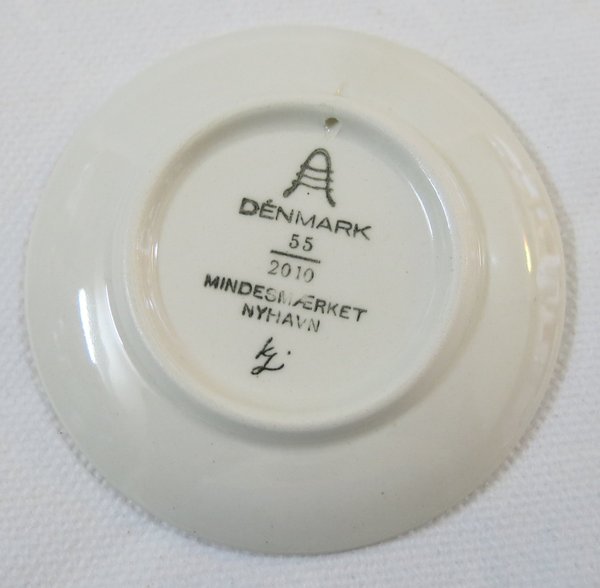 DENMARK
55
2010
MINDESMÆRKET
NYHAVN